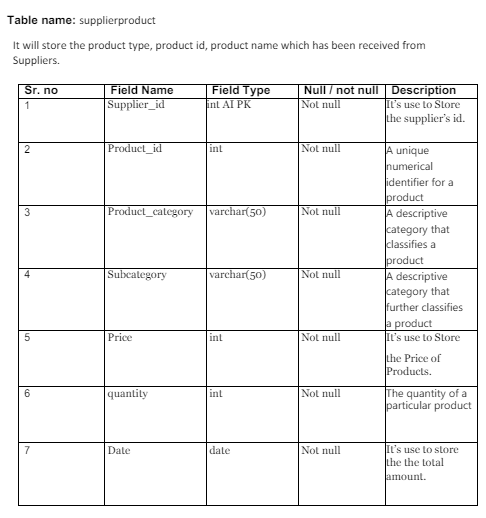 Table name: supplierproduct
It will store the product type, product id, product name which has been received from
Suppliers.
Sr. no Field Name Field Type Null / not null Description
1 Supplier_id int AI PK Not null It's use to Store
the supplier's id.
2 Product_id int Not null A unique
numerical
identifier for a
product
3 Product_category varchar(50) Not null A descriptive
category that
classifies a
product
4 Subcategory varchar(50) Not null A descriptive
category that
further classifies
a product
5 Price int Not null It's use to Store
the Price of
Products.
6 quantity int Not null The quantity of a
particular product
7 Date date Not null It's use to store
the the total
amount.